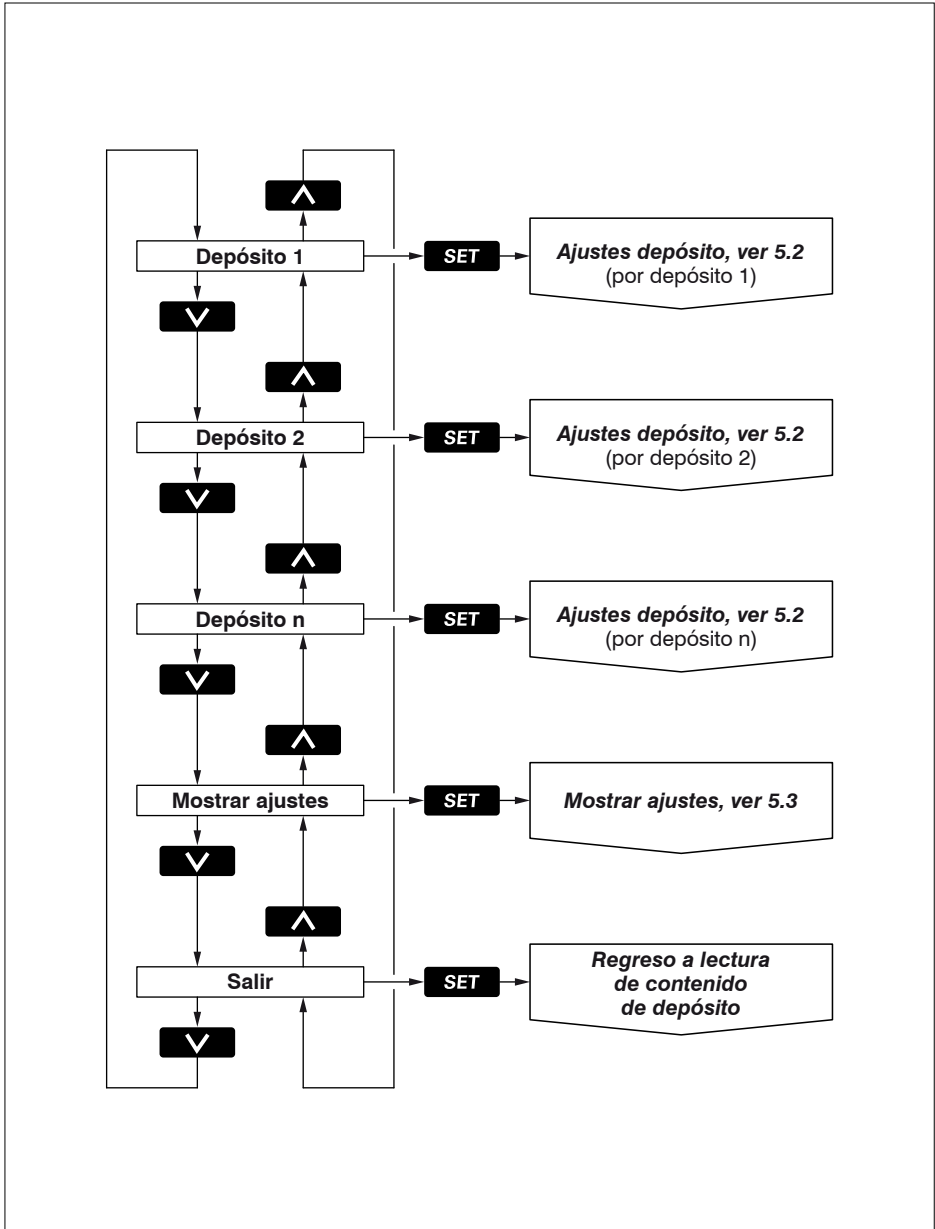 Depósito 1
SET
Ajustes depósito, ver 5.2
(por depósito 1)
Depósito 2
SET
Ajustes depósito, ver 5.2
(por depósito 2)
Depósito n
SET
Ajustes depósito, ver 5.2
(por depósito n)
Mostrar ajustes
SET
Mostrar ajustes, ver 5.3
Salir
SET
Regreso a lectura
de contenido
de depósito